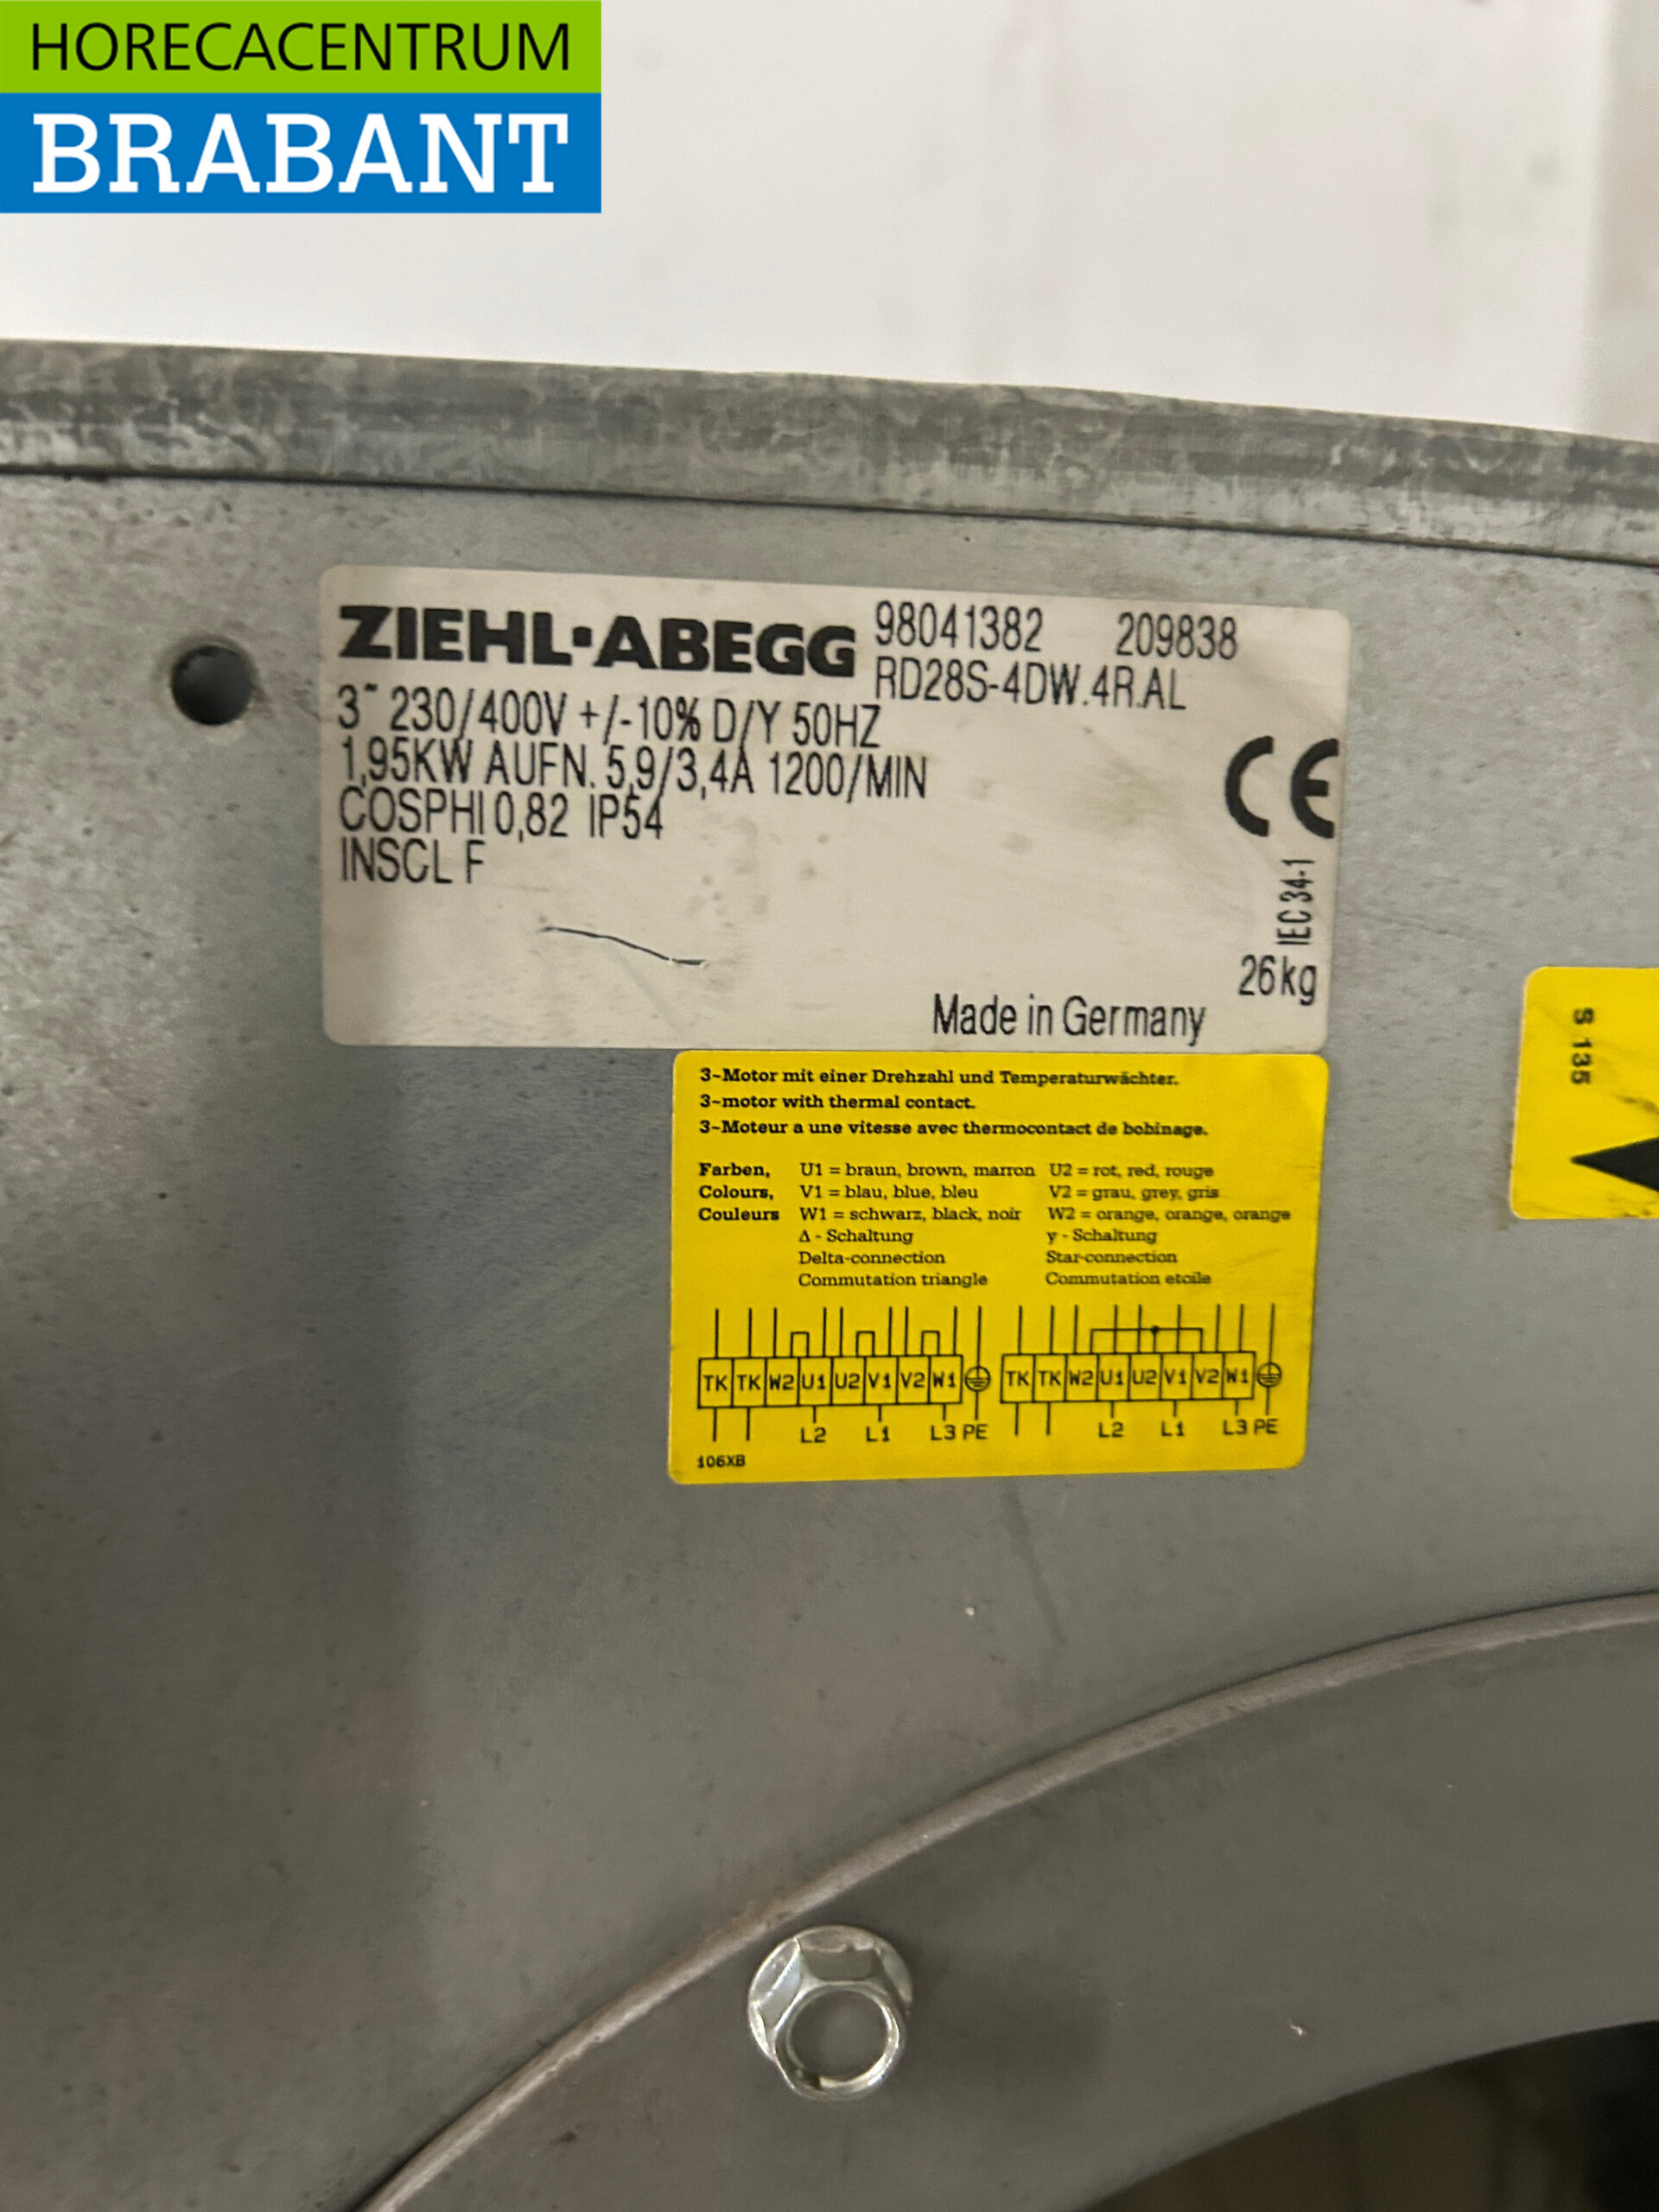 HORECACENTRUM
BRABANT
ZIEHL·ABEGG 98041382 209838
RD28S-4DW.4R.AL
3~ 230/400V +/-10% D/Y 50HZ
1,95KW AUFN. 5,9/3,4A 1200/MIN
COSPHI 0,82 IP54
INSCL F
CE
IEC 34-1
26kg
Made in Germany
S 135
3~Motor mit einer Drehzahl und Temperaturwächter.
3~motor with thermal contact.
3~Moteur a une vitesse avec thermocontact de bobinage.
Farben, U1 = braun, brown, marron U2 = rot, red, rouge
Colours, V1 = blau, blue, bleu V2 = grau, grey, gris
Couleurs W1 = schwarz, black, noir W2 = orange, orange, orange
Δ - Schaltung y - Schaltung
Delta-connection Star-connection
Commutation triangle Commutation etoile
TK TK W2 U1 U2 V1 V2 W1 TK TK W2 U1 U2 V1 V2 W1
L2 L1 L3 PE L2 L1 L3 PE
106XB